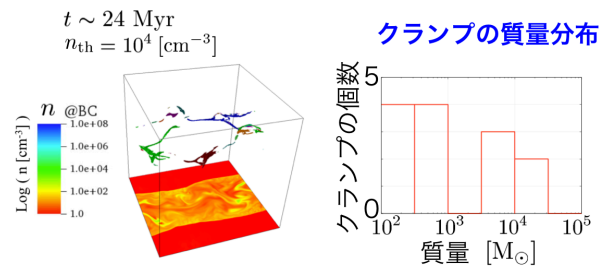 t ∼ 24 Myr
n_th = 10^4 [cm^−3]
n @BC
Log ( n [cm^-3] )
1.0e+08
1.0e+06
1.0e+04
1.0e+02
1.0
クランプの質量分布
クランプの個数
5
0
10^2
10^3
10^4
10^5
質量 [M_⊙]